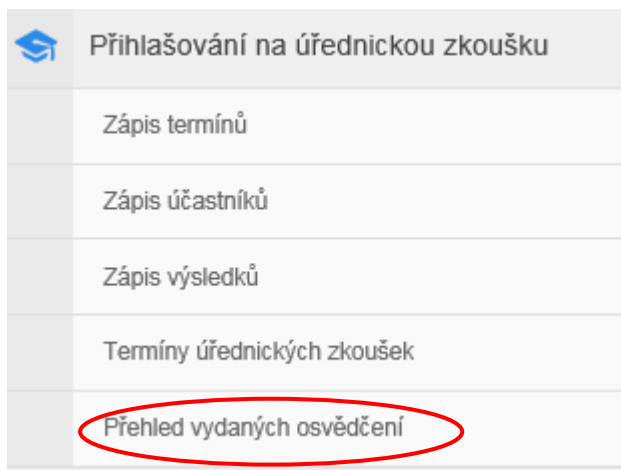 Přihlašování na úřednickou zkoušku
Zápis termínů
Zápis účastníků
Zápis výsledků
Termíny úřednických zkoušek
Přehled vydaných osvědčení